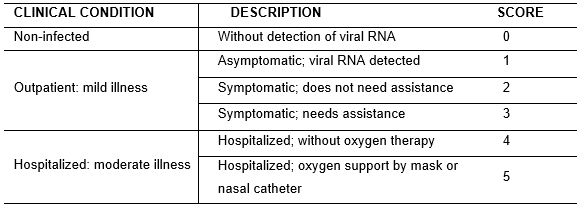 CLINICAL CONDITION DESCRIPTION SCORE
Non-infected Without detection of viral RNA 0
Asymptomatic; viral RNA detected 1
Outpatient: mild illness Symptomatic; does not need assistance 2
Symptomatic; needs assistance 3
Hospitalized; without oxygen therapy 4
Hospitalized: moderate illness Hospitalized; oxygen support by mask or
nasal catheter 5